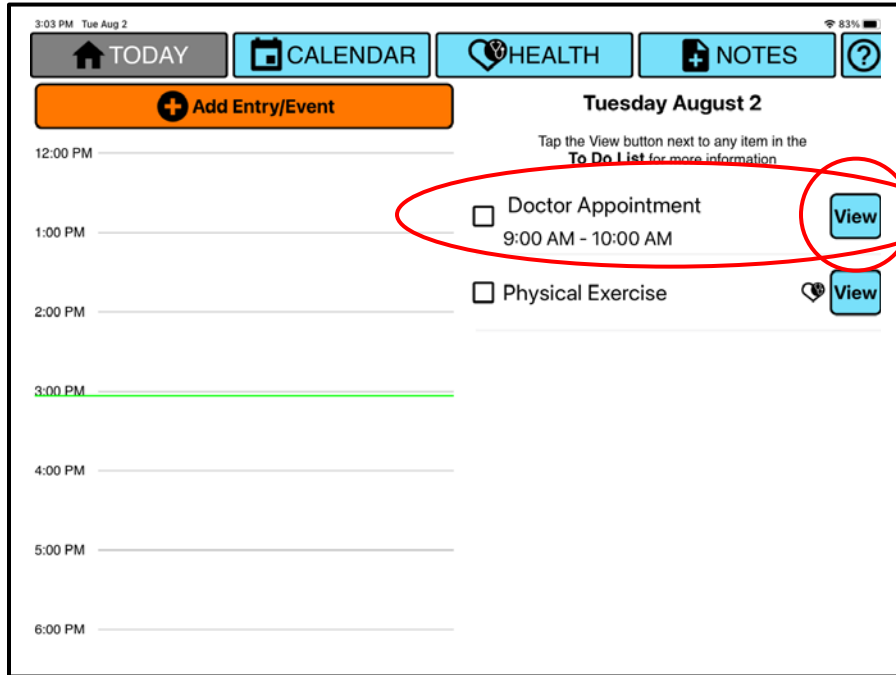 3:03 PM Tue Aug 2
83%
TODAY
CALENDAR
HEALTH
NOTES
?
Add Entry/Event
12:00 PM
1:00 PM
2:00 PM
3:00 PM
4:00 PM
5:00 PM
6:00 PM
Tuesday August 2
Tap the View button next to any item in the
To Do List for more information
Doctor Appointment
View
9:00 AM - 10:00 AM
Physical Exercise
View